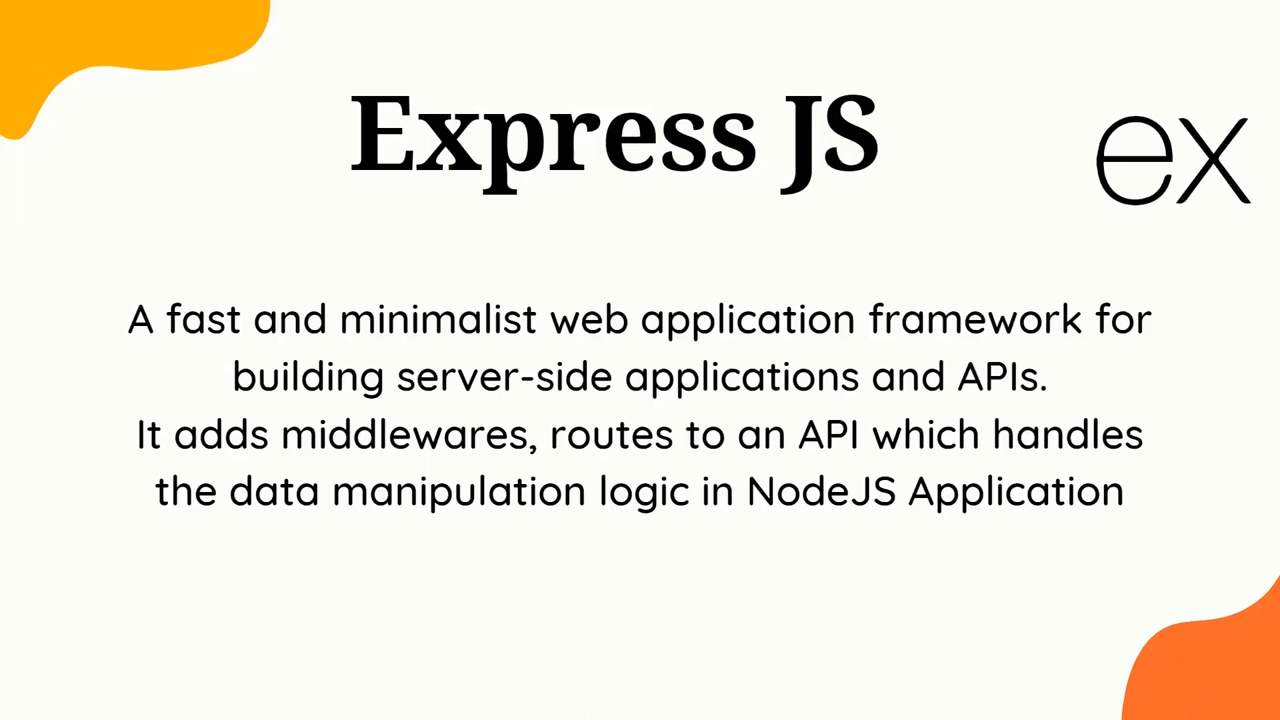 Express JS
ex
A fast and minimalist web application framework for
building server-side applications and APIs.
It adds middlewares, routes to an API which handles
the data manipulation logic in NodeJS Application